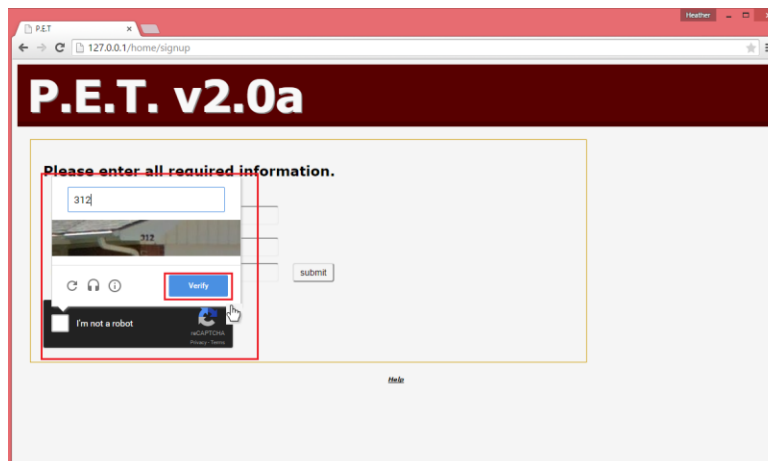 Heather
P.E.T
127.0.0.1/home/signup
P.E.T. v2.0a
Please enter all required information.
312
312
submit
Verify
I'm not a robot
reCAPTCHA
Privacy - Terms
Help